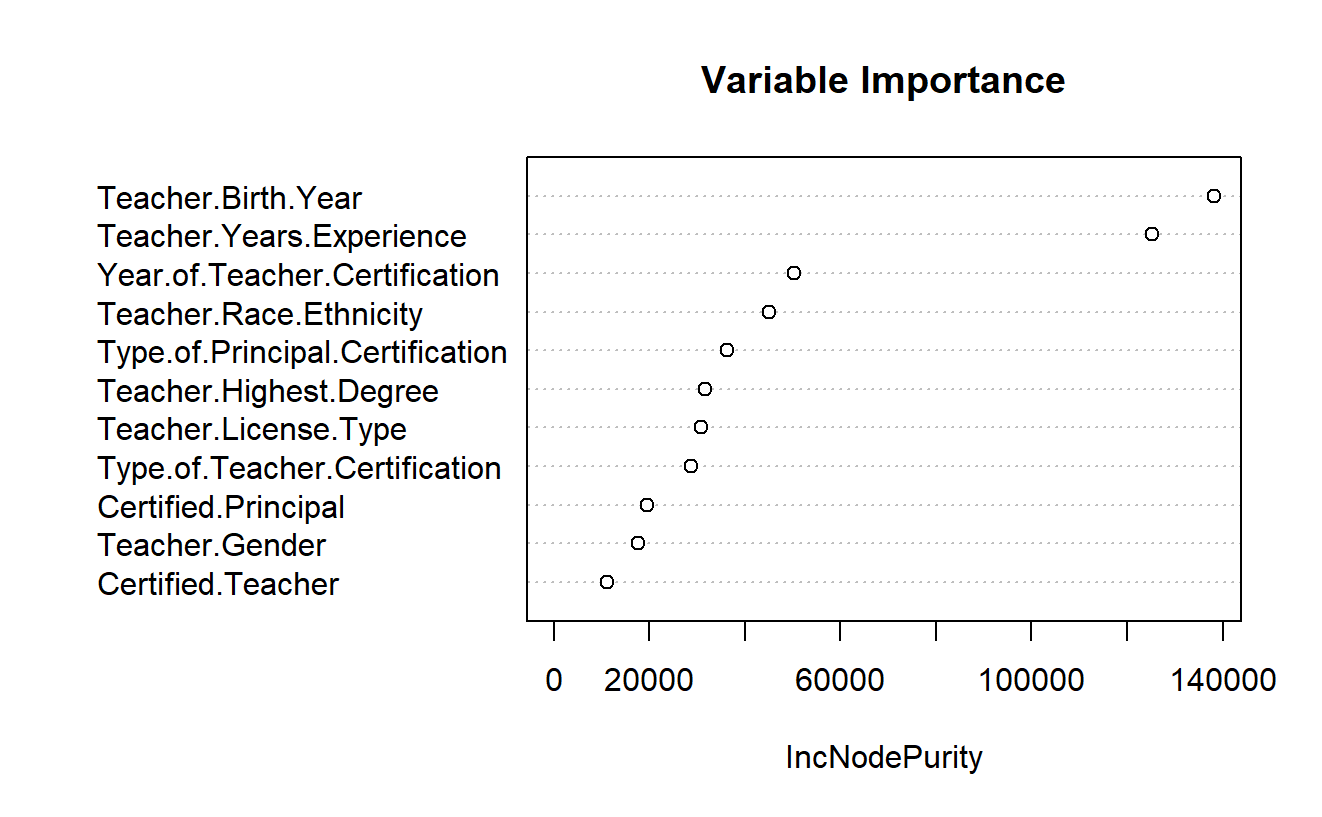 Variable Importance
Teacher.Birth.Year
Teacher.Years.Experience
Year.of.Teacher.Certification
Teacher.Race.Ethnicity
Type.of.Principal.Certification
Teacher.Highest.Degree
Teacher.License.Type
Type.of.Teacher.Certification
Certified.Principal
Teacher.Gender
Certified.Teacher
0 20000 60000 100000 140000
IncNodePurity